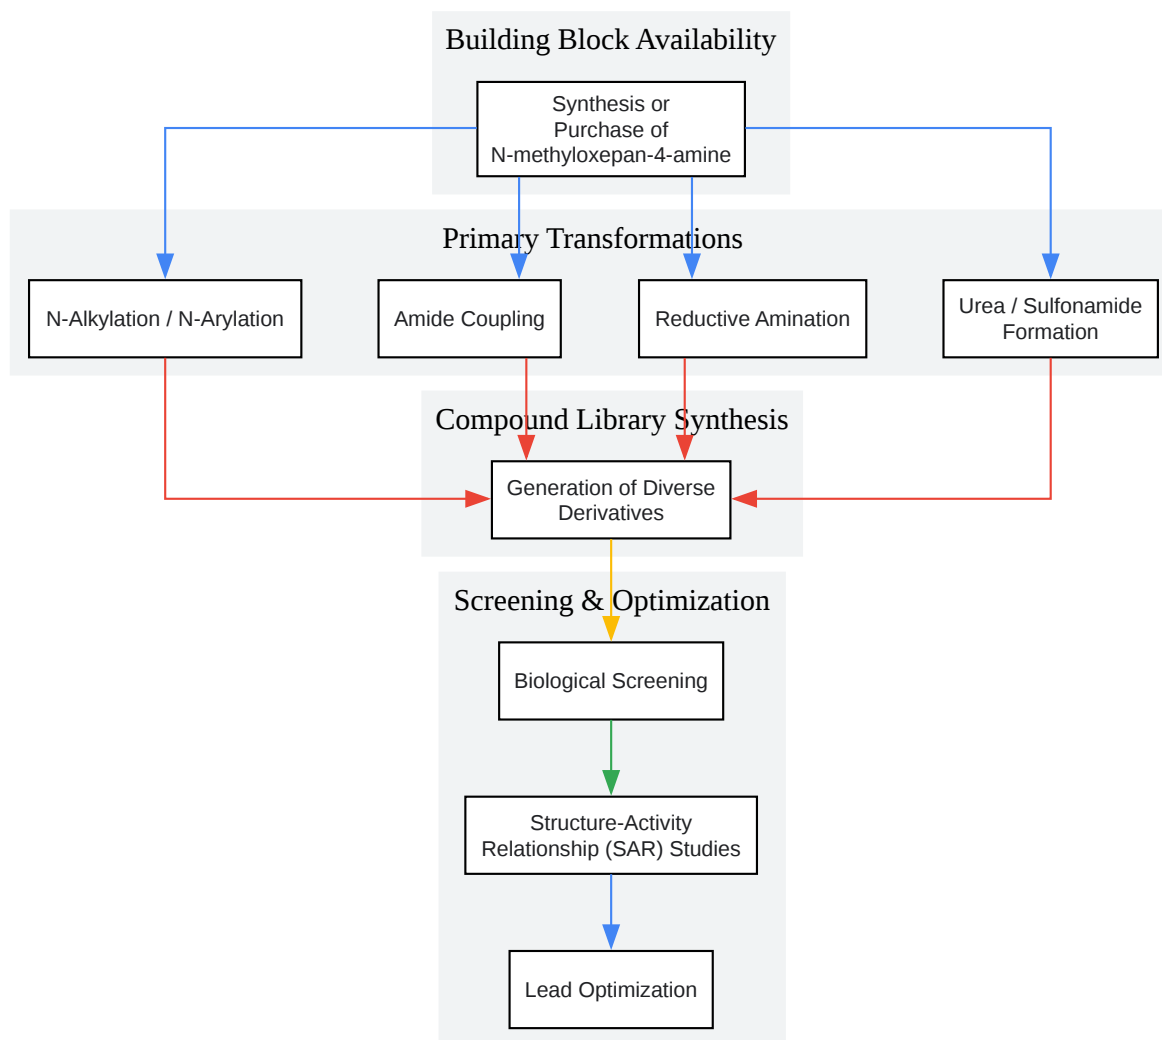 Building Block Availability
Synthesis or
Purchase of
N-methyloxepan-4-amine
Primary Transformations
N-Alkylation / N-Arylation
Amide Coupling
Reductive Amination
Urea / Sulfonamide
Formation
Compound Library Synthesis
Generation of Diverse
Derivatives
Screening & Optimization
Biological Screening
Structure-Activity
Relationship (SAR) Studies
Lead Optimization